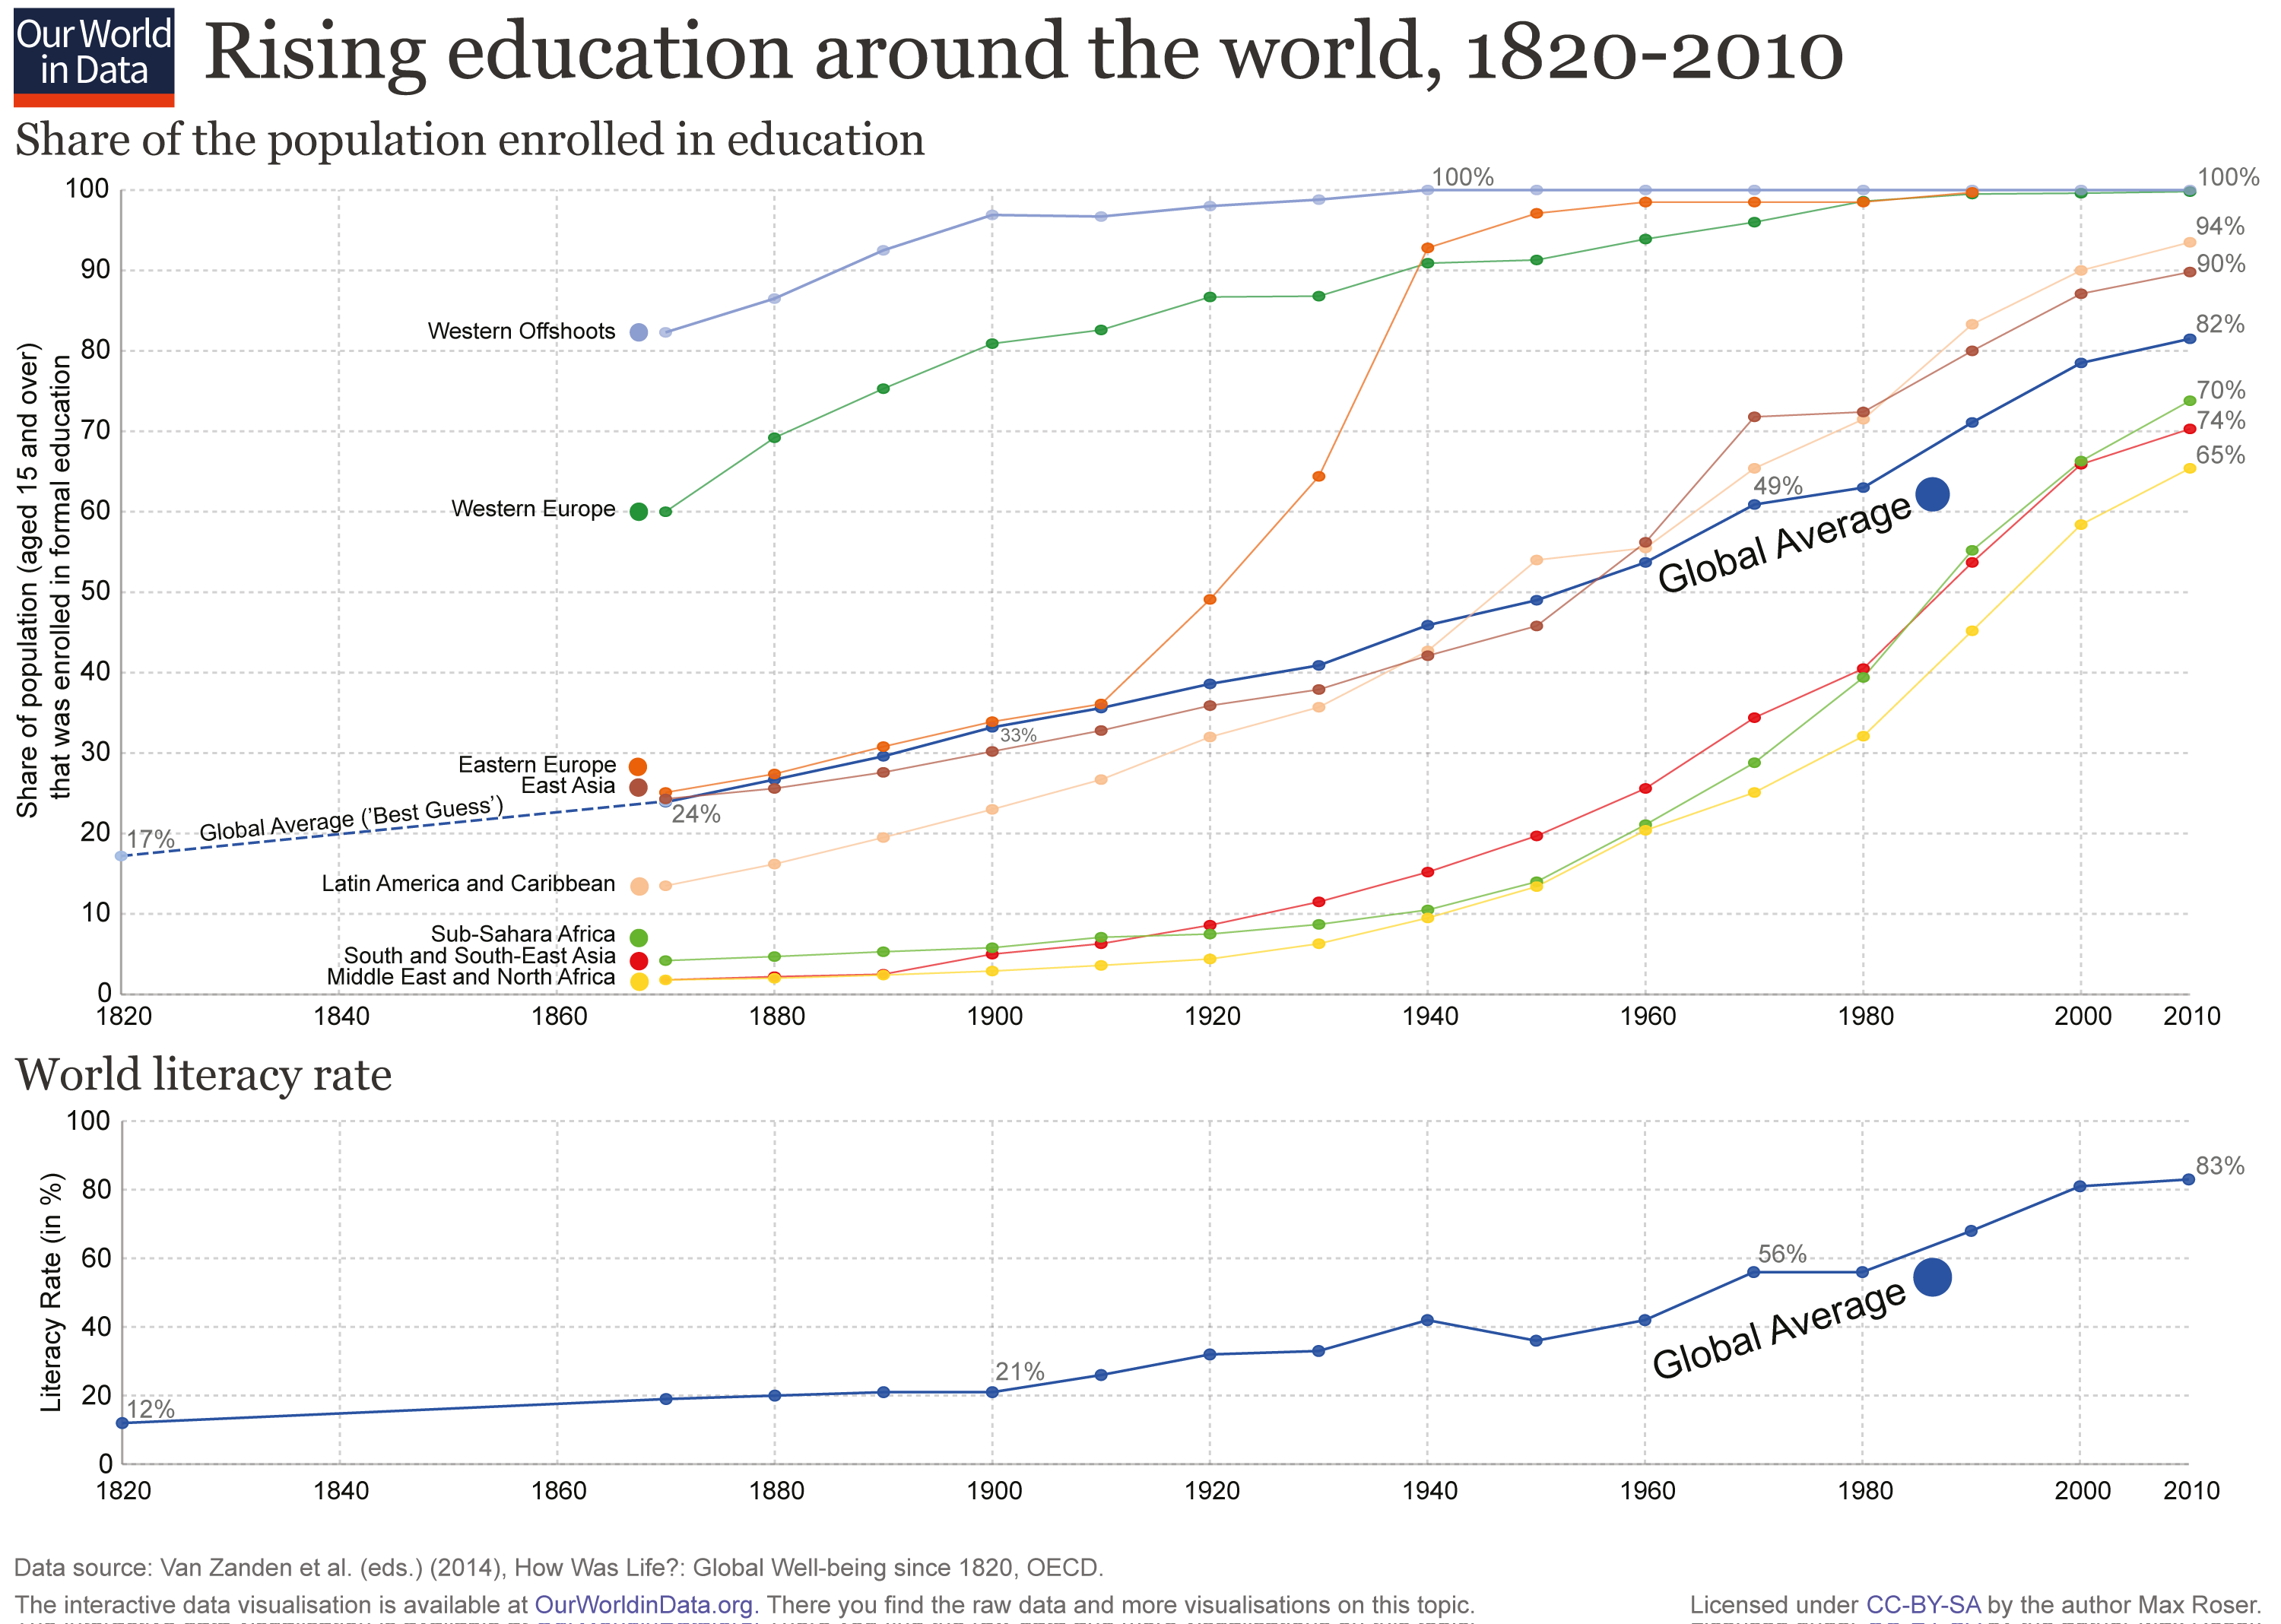 Our World
in Data
Rising education around the world, 1820-2010
Share of the population enrolled in education
Share of population (aged 15 and over)
that was enrolled in formal education
100
90
80
70
60
50
40
30
20
10
0
100%
100%
94%
90%
82%
70%
74%
65%
Western Offshoots
Western Europe
49%
Global Average
33%
Eastern Europe
East Asia
Global Average ('Best Guess')
24%
17%
Latin America and Caribbean
Sub-Sahara Africa
South and South-East Asia
Middle East and North Africa
1820 1840 1860 1880 1900 1920 1940 1960 1980 2000 2010
World literacy rate
Literacy Rate (in %)
100
80
60
40
20
0
83%
56%
Global Average
21%
12%
1820 1840 1860 1880 1900 1920 1940 1960 1980 2000 2010
Data source: Van Zanden et al. (eds.) (2014), How Was Life?: Global Well-being since 1820, OECD.
The interactive data visualisation is available at OurWorldinData.org. There you find the raw data and more visualisations on this topic.
Licensed under CC-BY-SA by the author Max Roser.